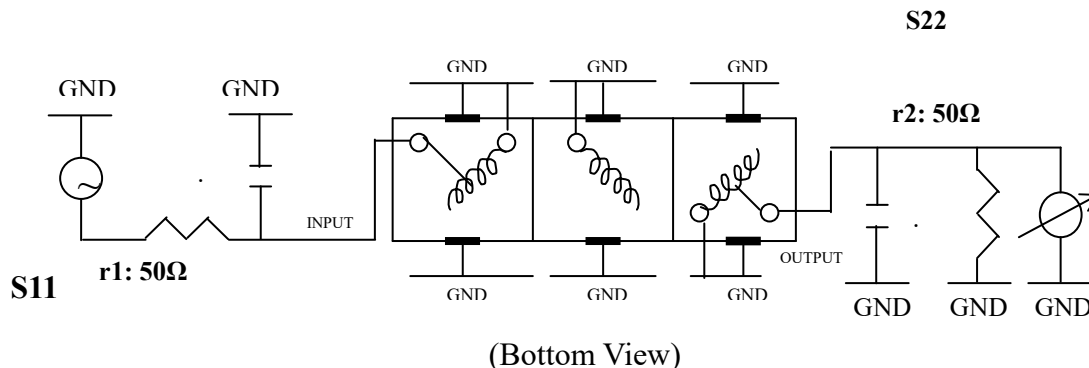 S22
GND
GND
GND
GND
GND
r2: 50Ω
INPUT
OUTPUT
r1: 50Ω
S11
GND
GND
GND
GND
GND
GND
(Bottom View)